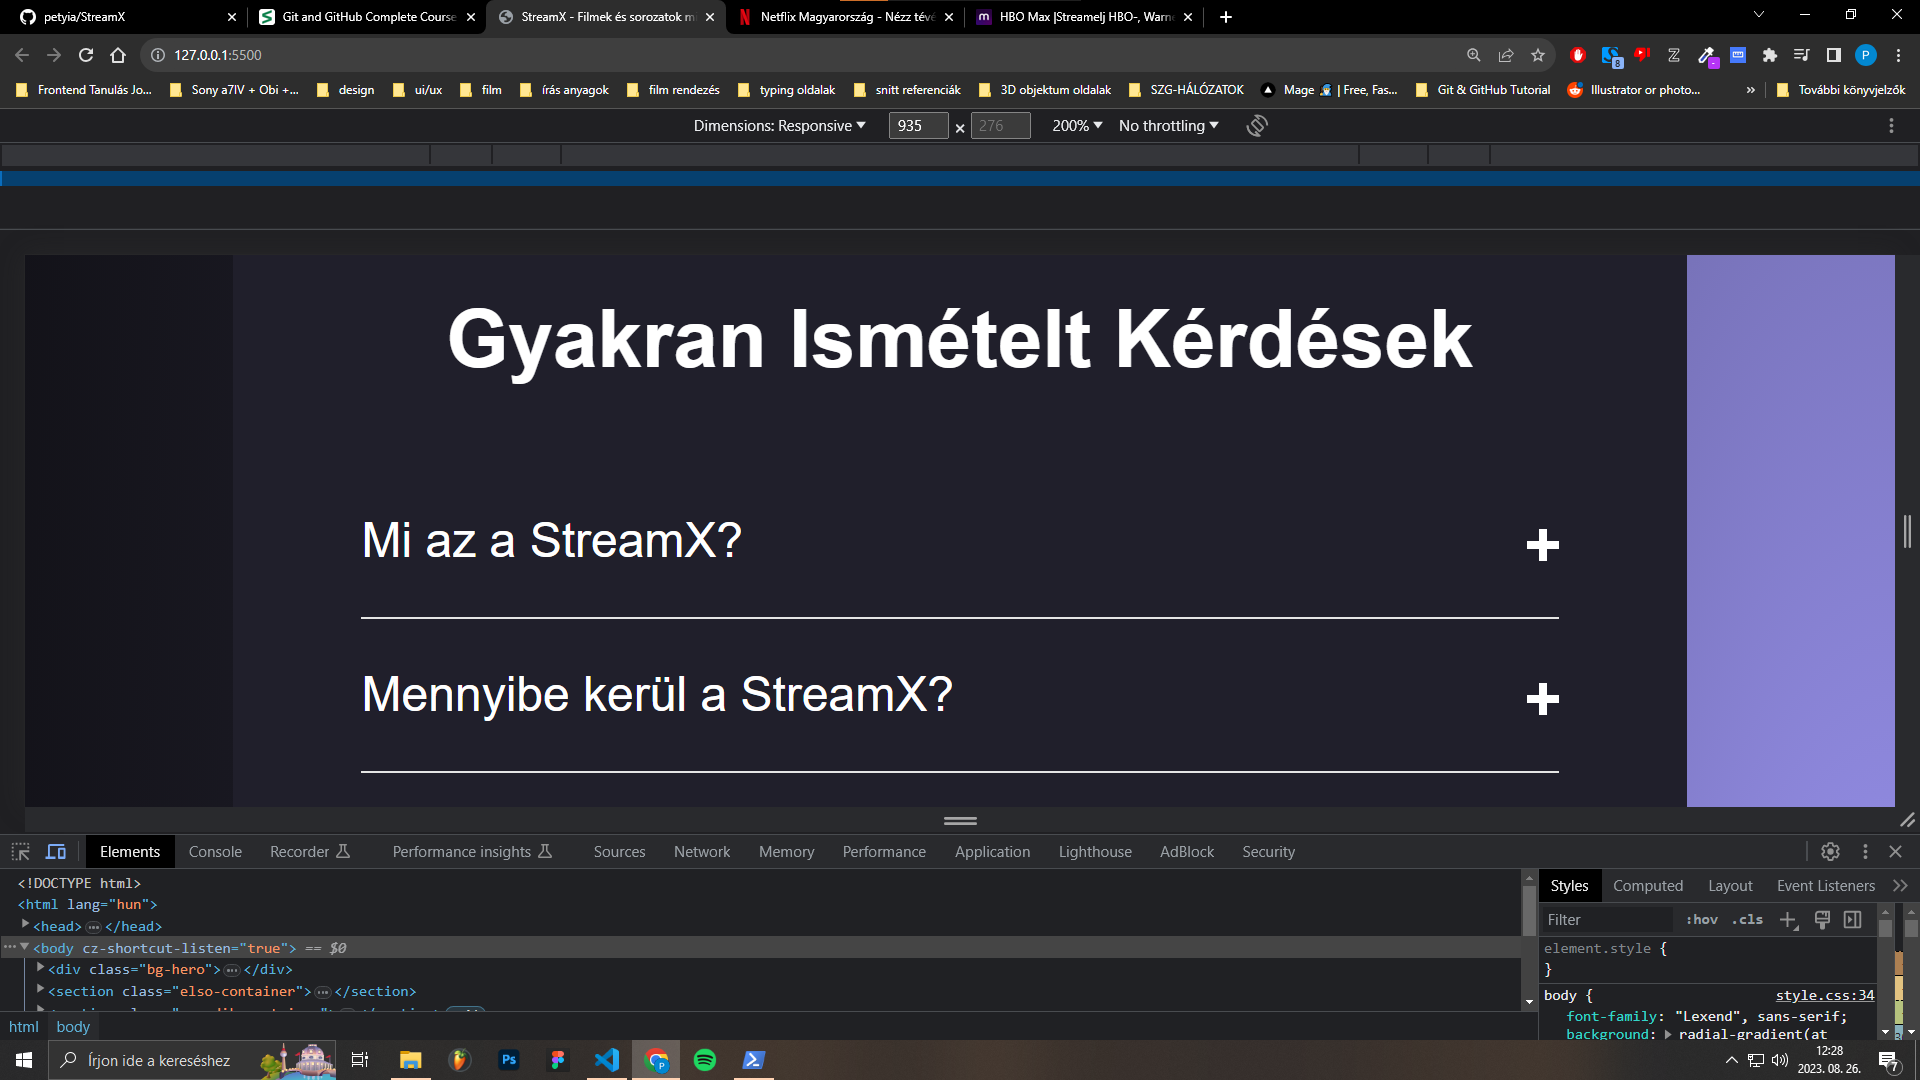 petyia/StreamX
Git and GitHub Complete Course
StreamX - Filmek és sorozatok
Netflix Magyarország - Nézz tévé
HBO Max |Streamelj HBO-, Warn
127.0.0.1:5500
8
P
Frontend Tanulás Jo...
Sony a7IV + Obi +...
design
ui/ux
film
írás anyagok
film rendezés
typing oldalak
snitt referenciák
3D objektum oldalak
SZG-HÁLÓZATOK
Mage | Free, Fas...
Git & GitHub Tutorial
Illustrator or photo...
»
További könyvjelzők
Dimensions: Responsive 935 × 276 200% No throttling
Gyakran Ismételt Kérdések
Mi az a StreamX?
Mennyibe kerül a StreamX?
Elements Console Recorder Performance insights Sources Network Memory Performance Application Lighthouse AdBlock Security
<!DOCTYPE html>
<html lang="hun">
<head>…</head>
<body cz-shortcut-listen="true"> == $0
<div class="bg-hero">…</div>
<section class="elso-container">…</section>
html body
Styles Computed Layout Event Listeners
Filter :hov .cls
element.style {
}
body { style.css:34
font-family: "Lexend", sans-serif;
background: radial-gradient(at
Írjon ide a kereséshez
Ps
P
12:28
2023. 08. 26.
7